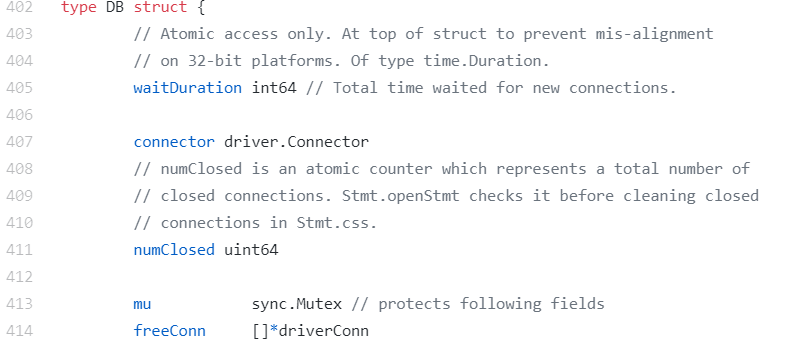 402 type DB struct {
403 // Atomic access only. At top of struct to prevent mis-alignment
404 // on 32-bit platforms. Of type time.Duration.
405 waitDuration int64 // Total time waited for new connections.
406
407 connector driver.Connector
408 // numClosed is an atomic counter which represents a total number of
409 // closed connections. Stmt.openStmt checks it before cleaning closed
410 // connections in Stmt.css.
411 numClosed uint64
412
413 mu sync.Mutex // protects following fields
414 freeConn []*driverConn